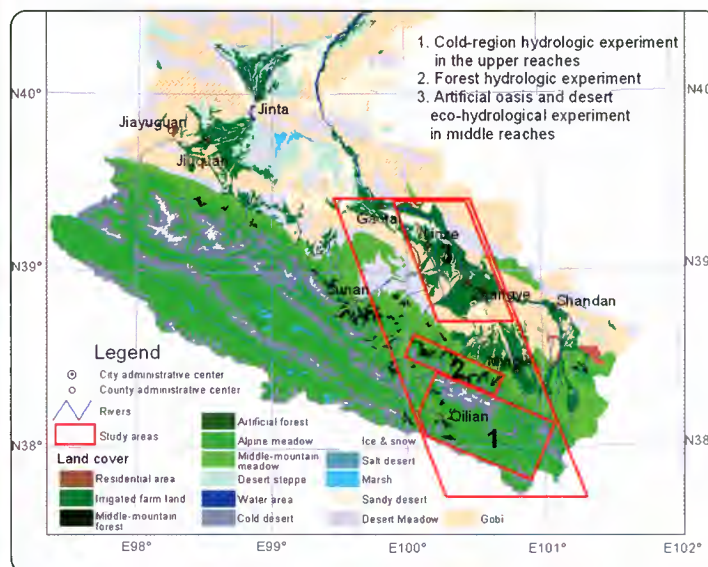 1. Cold-region hydrologic experiment
in the upper reaches
2. Forest hydrologic experiment
3. Artificial oasis and desert
eco-hydrological experiment
in middle reaches
N40°
N40
Jinta
Jiayuguan
Jiuquan
N39°
N39
Gaotai
Linze
Sunan
Zhangye
Shandan
2
Qilian
1
N38°
N38
Legend
City administrative center
County administrative center
Rivers
Study areas
Land cover
Residential area
Irrigated farm land
Middle-mountain
forest
Artificial forest
Alpine meadow
Middle-mountain
meadow
Desert steppe
Water area
Cold desert
Ice & snow
Salt desert
Marsh
Sandy desert
Desert Meadow
Gobi
E98°
E99°
E100°
E101°
E102°